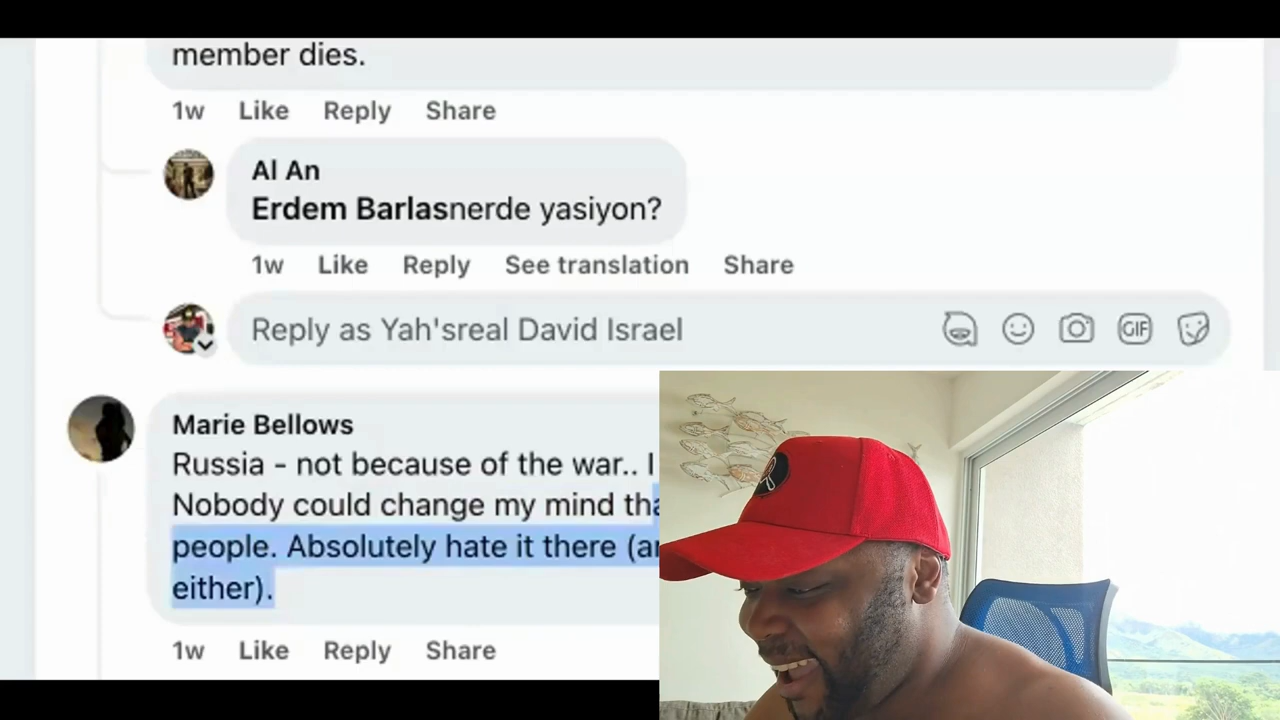 member dies.
1w Like Reply Share
Al An
Erdem Barlasnerde yasiyon?
1w Like Reply See translation Share
Reply as Yah'sreal David Israel GIF
Marie Bellows
Russia - not because of the war.. I
Nobody could change my mind
people. Absolutely hate it there
either).
1w Like Reply Share